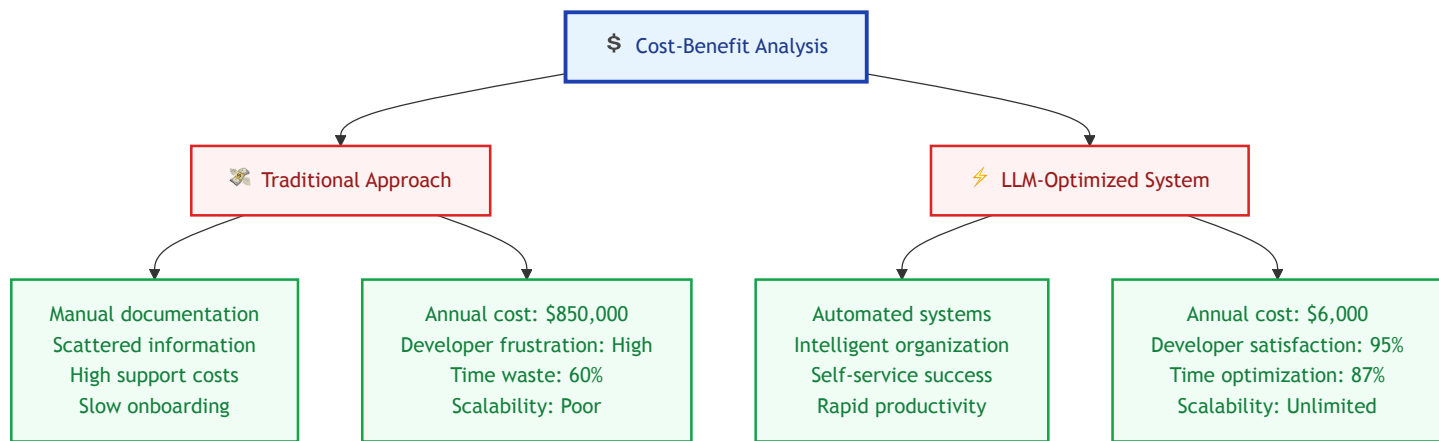 $ Cost-Benefit Analysis
Traditional Approach
LLM-Optimized System
Manual documentation
Scattered information
High support costs
Slow onboarding
Annual cost: $850,000
Developer frustration: High
Time waste: 60%
Scalability: Poor
Automated systems
Intelligent organization
Self-service success
Rapid productivity
Annual cost: $6,000
Developer satisfaction: 95%
Time optimization: 87%
Scalability: Unlimited